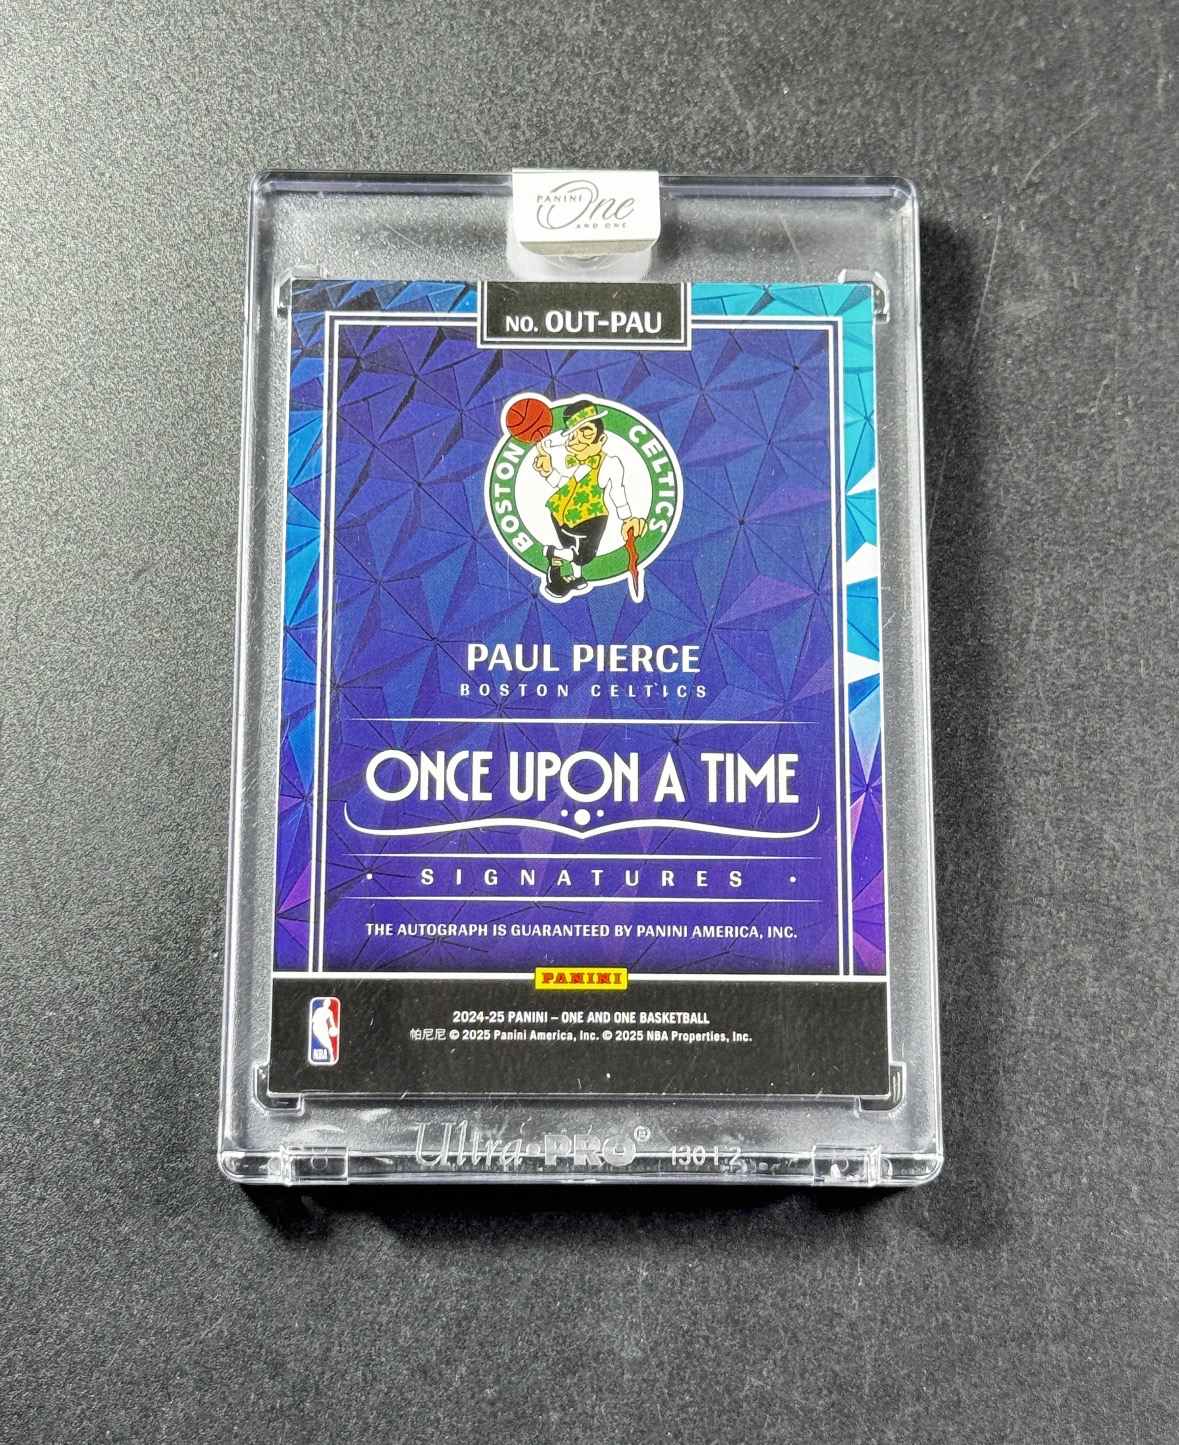 PANINI
One
AND ONE
NO. OUT-PAU
BOSTON CELTICS
PAUL PIERCE
BOSTON CELTICS
ONCE UPON A TIME
SIGNATURES
THE AUTOGRAPH IS GUARANTEED BY PANINI AMERICA, INC.
PANINI
2024-25 PANINI – ONE AND ONE BASKETBALL
帕尼尼 © 2025 Panini America, Inc. © 2025 NBA Properties, Inc.
NBA
Ultra·PRO®